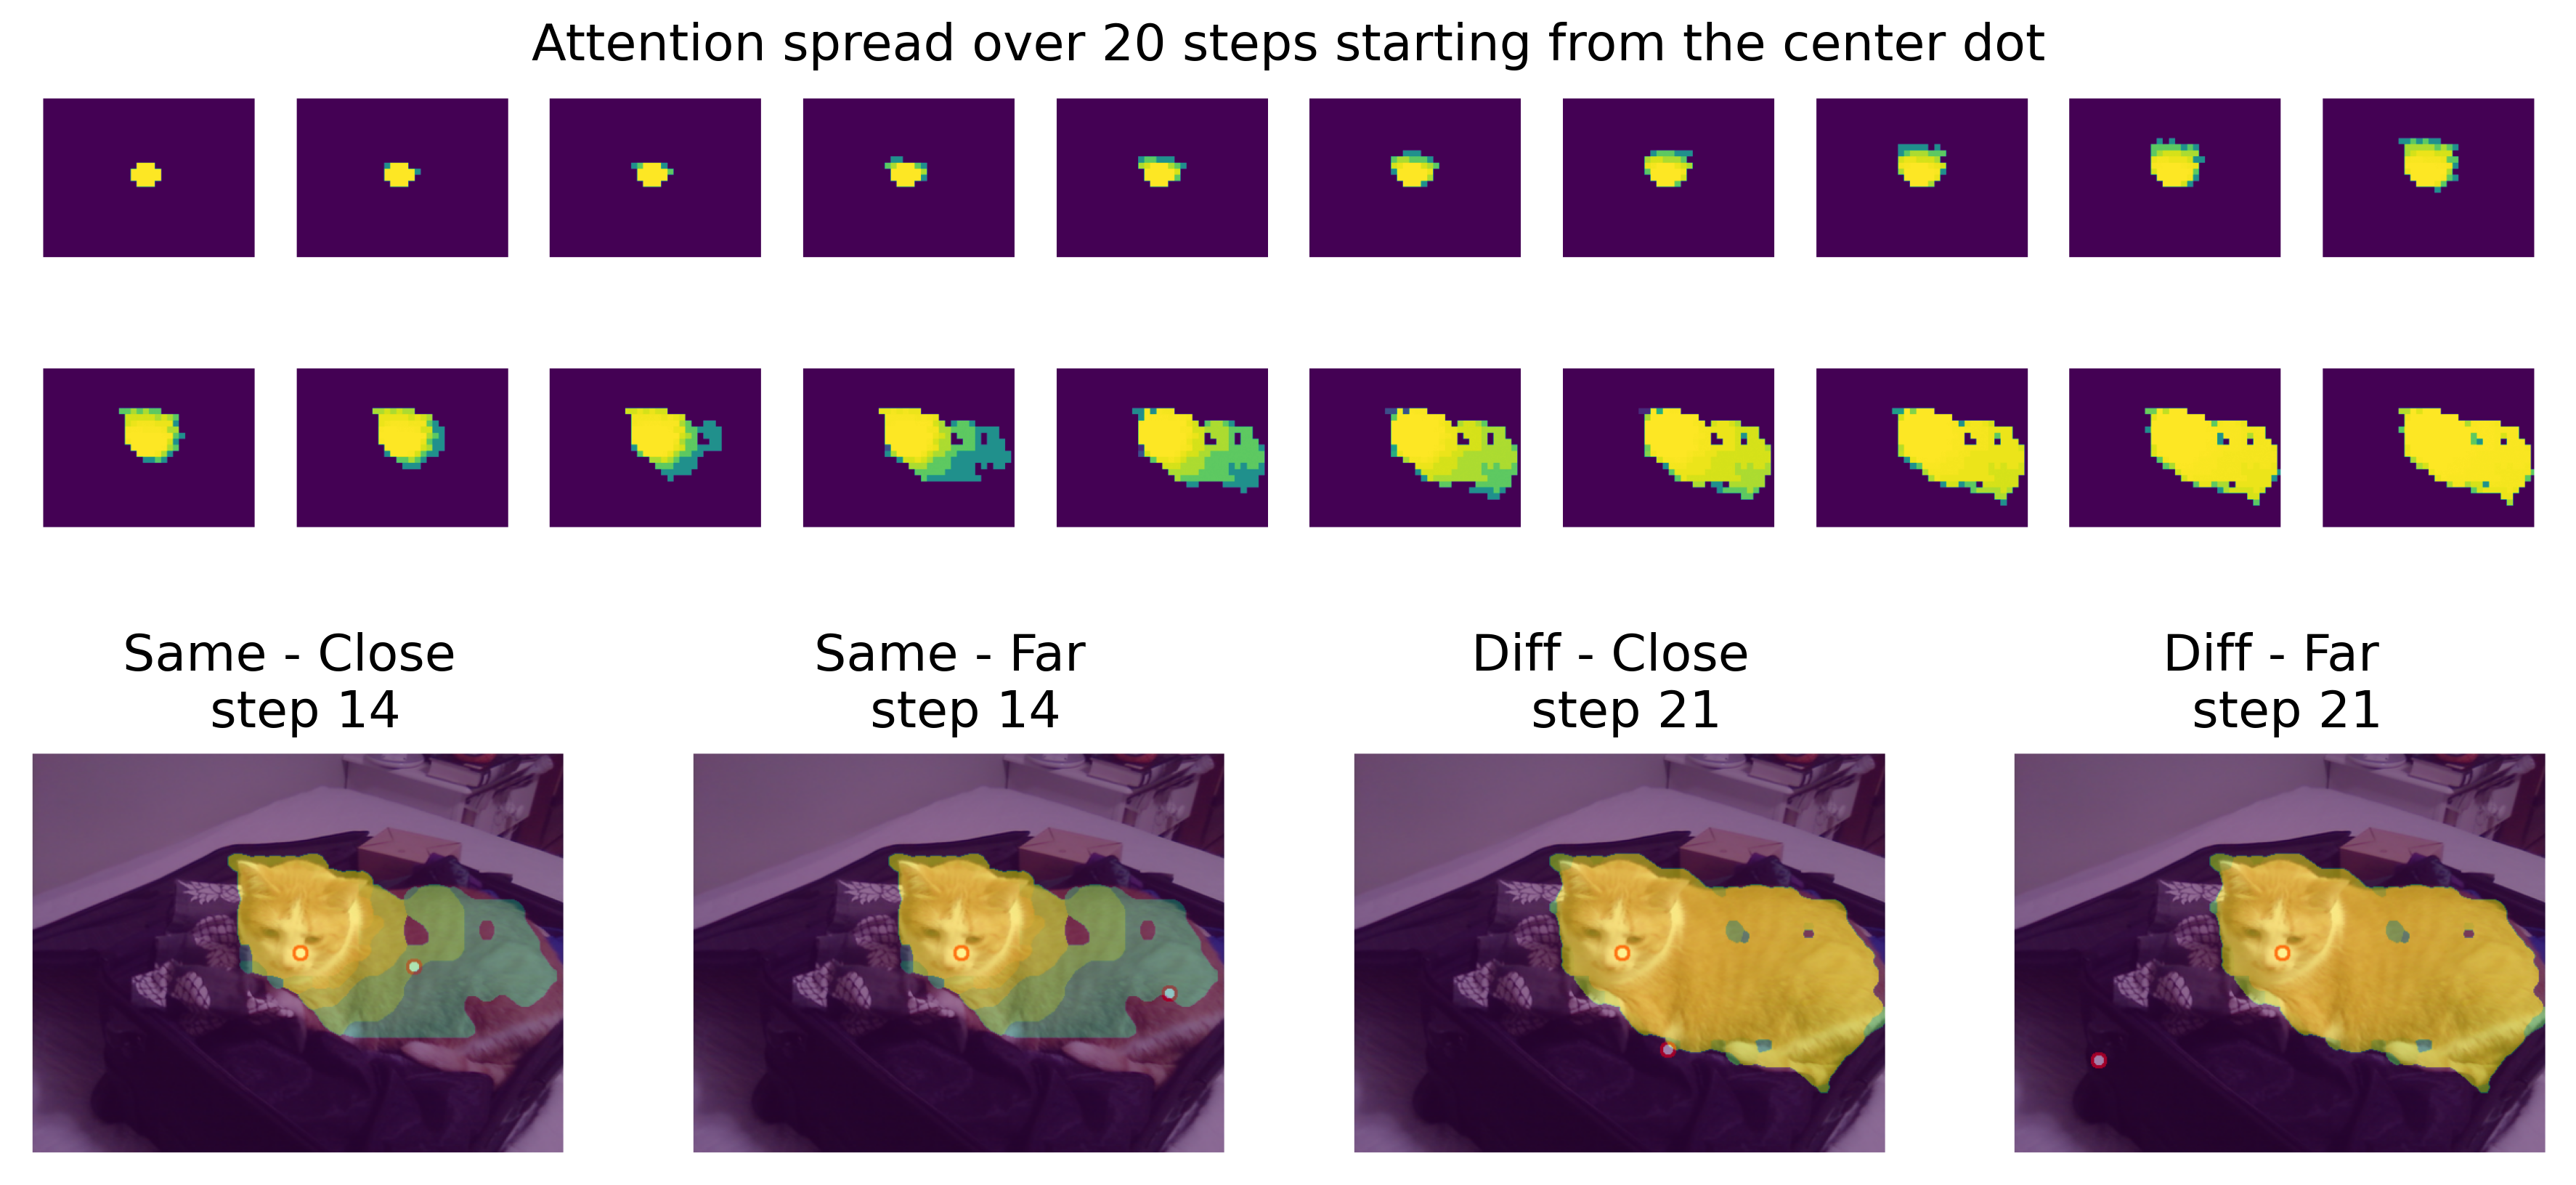 Attention spread over 20 steps starting from the center dot
Same - Close
step 14
Same - Far
step 14
Diff - Close
step 21
Diff - Far
step 21